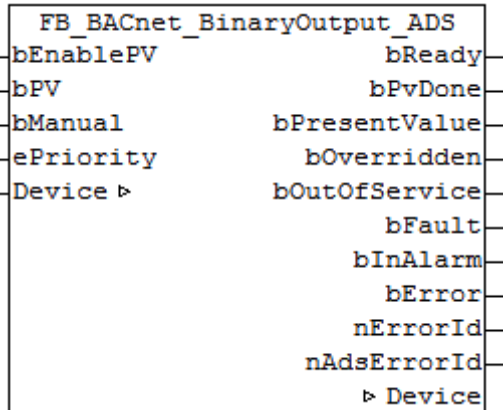 FB_BACnet_BinaryOutput_ADS
bEnablePV bReady
bPV bPvDone
bManual bPresentValue
ePriority bOverridden
Device ▹ bOutOfService
bFault
bInAlarm
bError
nErrorId
nAdsErrorId
▹ Device